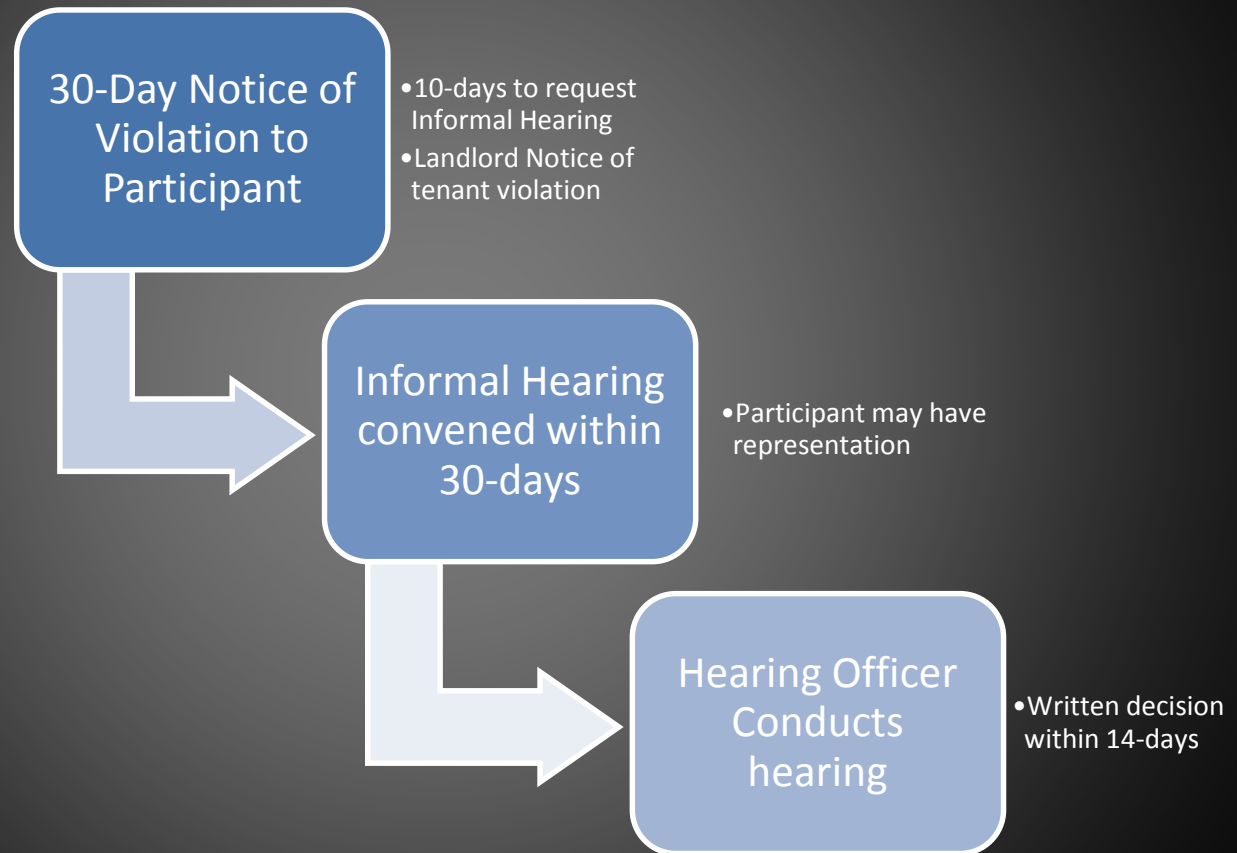 30-Day Notice of
Violation to
Participant
•10-days to request
Informal Hearing
•Landlord Notice of
tenant violation
Informal Hearing
convened within
30-days
•Participant may have
representation
Hearing Officer
Conducts
hearing
•Written decision
within 14-days